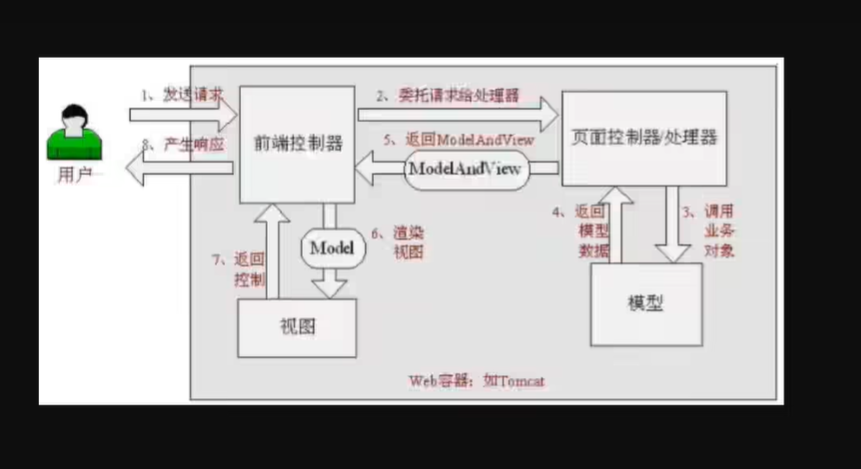 1、发送请求
2、委托请求给处理器
前端控制器
页面控制器/处理器
8、产生响应
5、返回ModelAndView
ModelAndView
用户
4、返回
模型
数据
3、调用
业务
对象
6、渲染
视图
Model
7、返回
控制
视图
模型
Web容器：如Tomcat